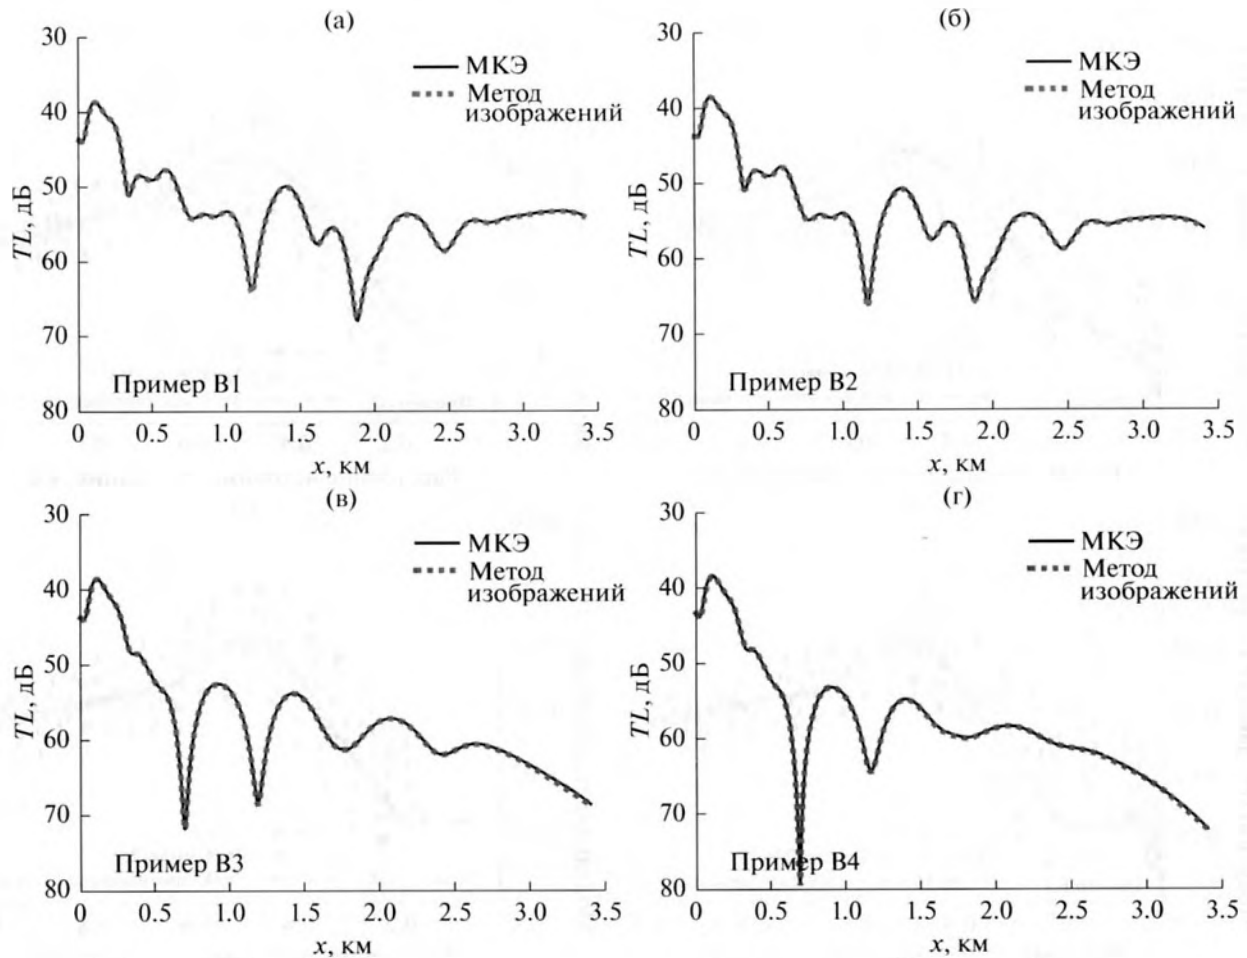 (а)
30
40
50
60
70
80
TL, дБ
МКЭ
Метод
изображений
Пример В1
0
0.5
1.0
1.5
2.0
2.5
3.0
3.5
x, км
(б)
30
40
50
60
70
80
TL, дБ
МКЭ
Метод
изображений
Пример В2
0
0.5
1.0
1.5
2.0
2.5
3.0
3.5
x, км
(в)
30
40
50
60
70
80
TL, дБ
МКЭ
Метод
изображений
Пример В3
0
0.5
1.0
1.5
2.0
2.5
3.0
3.5
x, км
(г)
30
40
50
60
70
80
TL, дБ
МКЭ
Метод
изображений
Пример В4
0
0.5
1.0
1.5
2.0
2.5
3.0
3.5
x, км